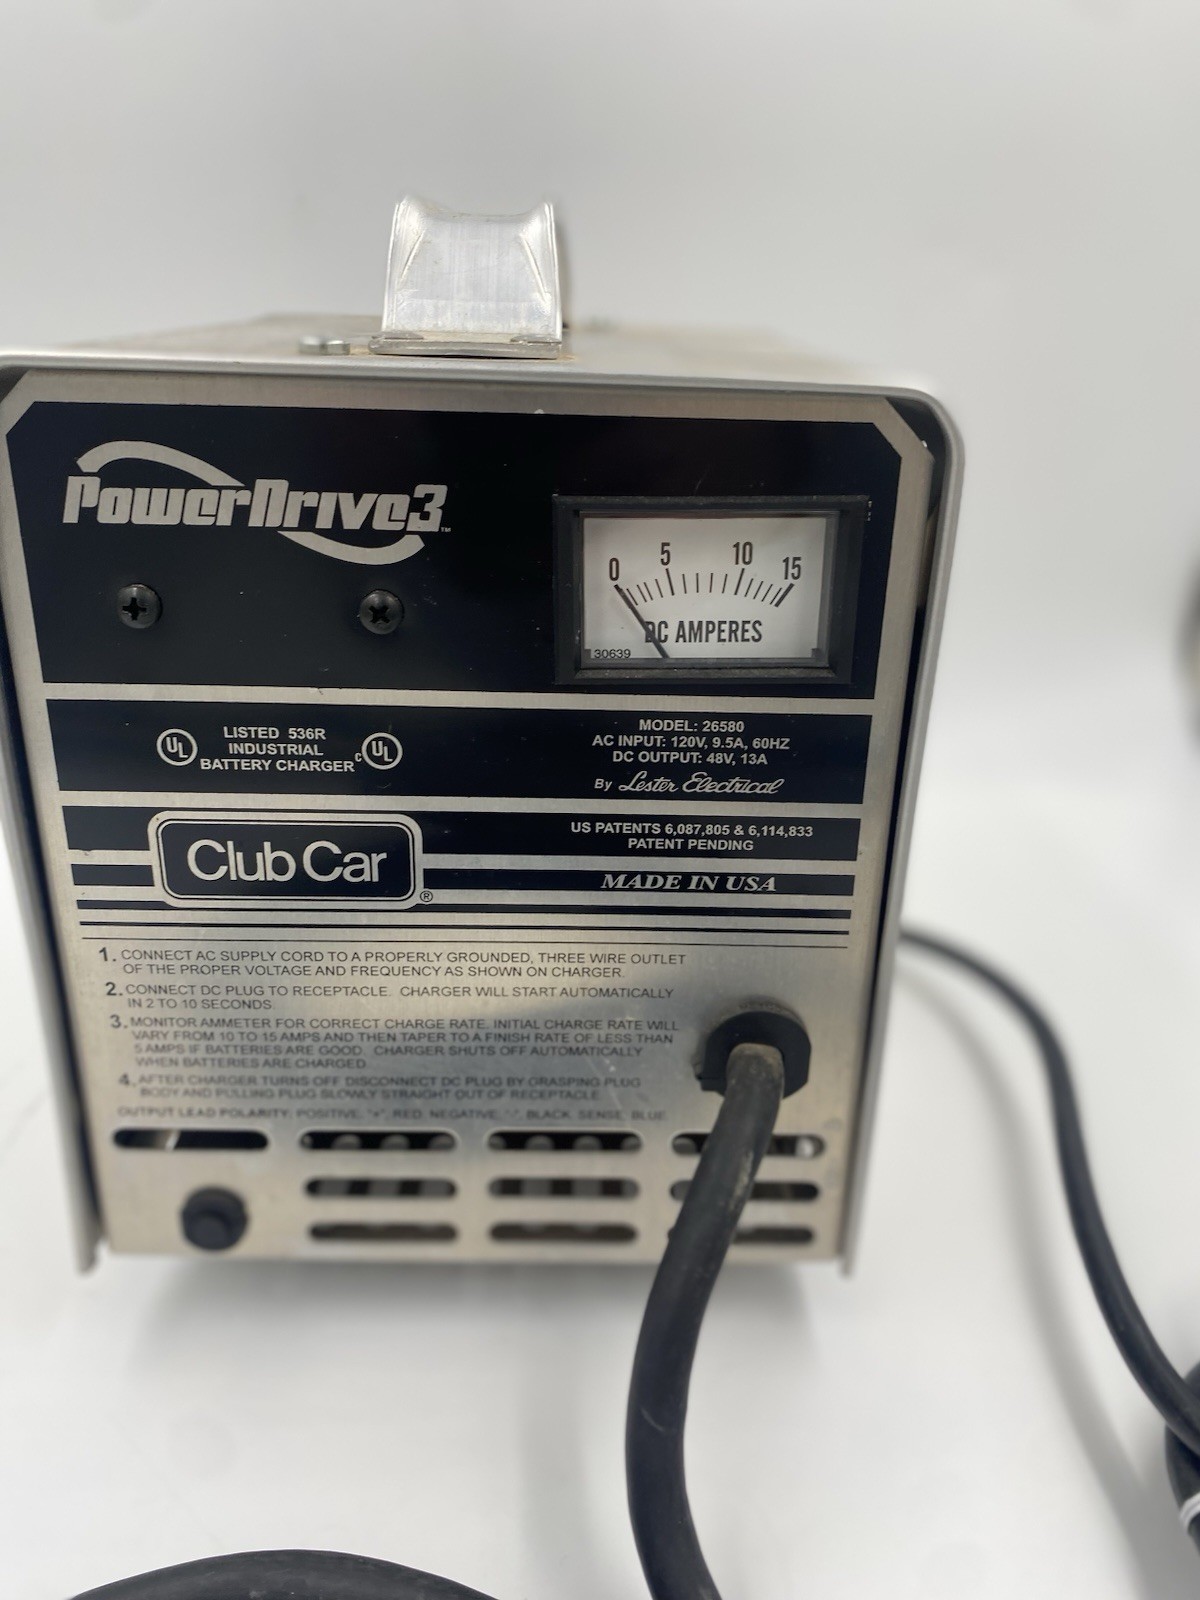 PowerDrive3™
0 5 10 15
DC AMPERES
30639
UL
LISTED 536R
INDUSTRIAL
BATTERY CHARGER
c UL
MODEL: 26580
AC INPUT: 120V, 9.5A, 60HZ
DC OUTPUT: 48V, 13A
By Lester Electrical
Club Car®
US PATENTS 6,087,805 & 6,114,833
PATENT PENDING
MADE IN USA
1. CONNECT AC SUPPLY CORD TO A PROPERLY GROUNDED, THREE WIRE OUTLET
OF THE PROPER VOLTAGE AND FREQUENCY AS SHOWN ON CHARGER.
2. CONNECT DC PLUG TO RECEPTACLE. CHARGER WILL START AUTOMATICALLY
IN 2 TO 10 SECONDS.
3. MONITOR AMMETER FOR CORRECT CHARGE RATE. INITIAL CHARGE RATE WILL
VARY FROM 10 TO 15 AMPS AND THEN TAPER TO A FINISH RATE OF LESS THAN
5 AMPS IF BATTERIES ARE GOOD. CHARGER SHUTS OFF AUTOMATICALLY
WHEN BATTERIES ARE CHARGED.
4. AFTER CHARGER TURNS OFF DISCONNECT DC PLUG BY GRASPING PLUG
BODY AND PULLING PLUG SLOWLY STRAIGHT OUT OF RECEPTACLE.
OUTPUT LEAD POLARITY: POSITIVE, "+", RED. NEGATIVE, "-", BLACK. SENSE, BLUE.